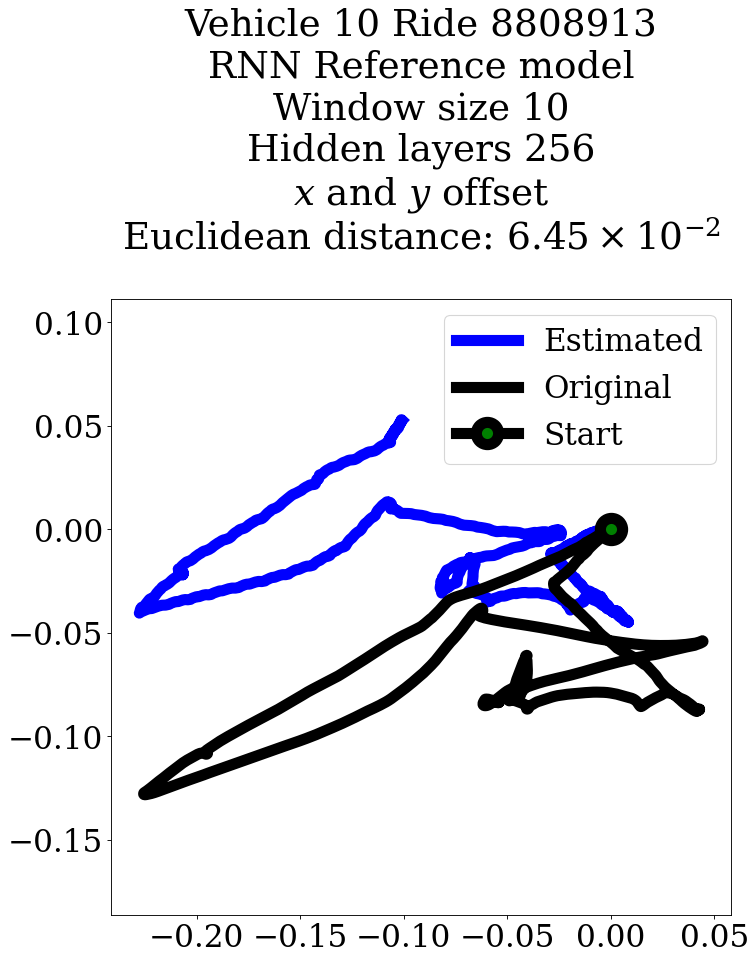 Vehicle 10 Ride 8808913
RNN Reference model
Window size 10
Hidden layers 256
x and y offset
Euclidean distance: 6.45 × 10⁻²
Estimated
Original
Start
0.10
0.05
0.00
−0.05
−0.10
−0.15
−0.20 −0.15 −0.10 −0.05 0.00 0.05